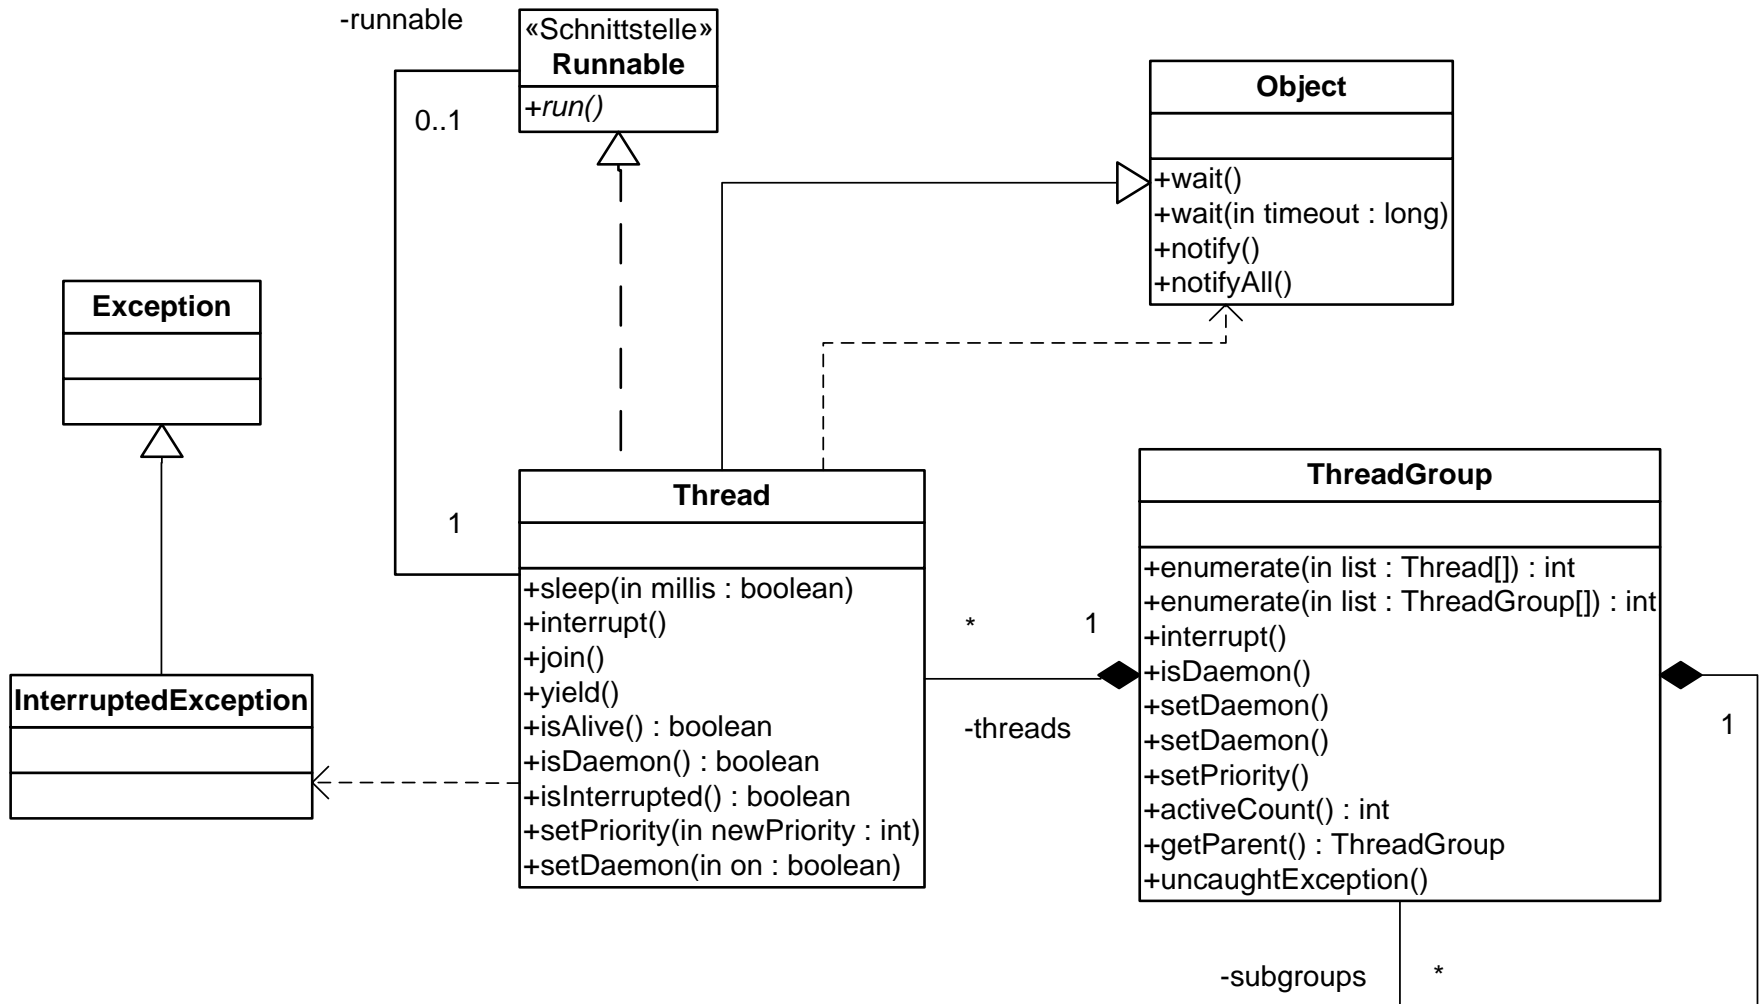 -runnable
«Schnittstelle»
Runnable
+run()
0..1
Object
+wait()
+wait(in timeout : long)
+notify()
+notifyAll()
Exception
Thread
1
+sleep(in millis : boolean)
+interrupt()
+join()
+yield()
+isAlive() : boolean
+isDaemon() : boolean
+isInterrupted() : boolean
+setPriority(in newPriority : int)
+setDaemon(in on : boolean)
ThreadGroup
+enumerate(in list : Thread[]) : int
+enumerate(in list : ThreadGroup[]) : int
+interrupt()
+isDaemon()
+setDaemon()
+setDaemon()
+setPriority()
+activeCount() : int
+getParent() : ThreadGroup
+uncaughtException()
*
1
-threads
1
InterruptedException
-subgroups
*